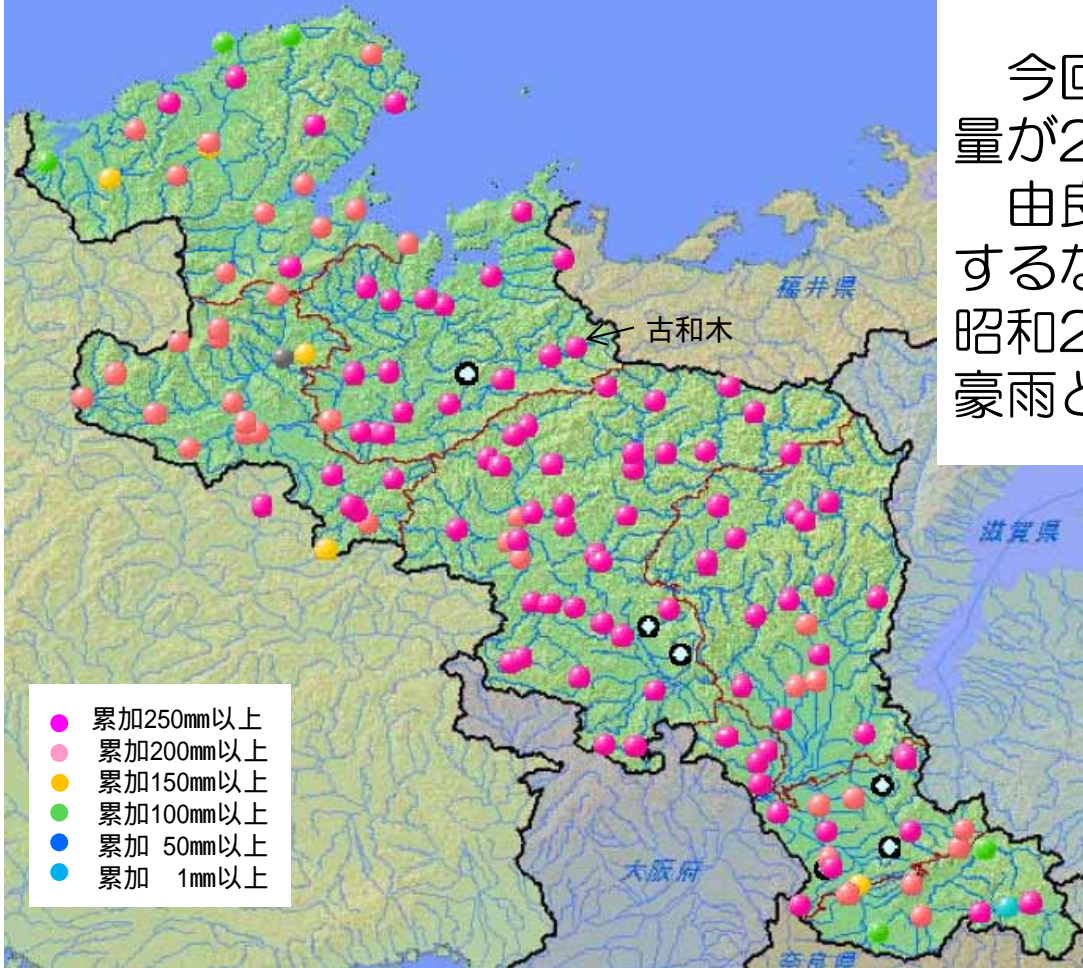 今回
量が2
由良
するな
昭和2
豪雨と
福井県
古和木
滋賀県
大阪府
奈良県
累加250mm以上
累加200mm以上
累加150mm以上
累加100mm以上
累加 50mm以上
累加 1mm以上